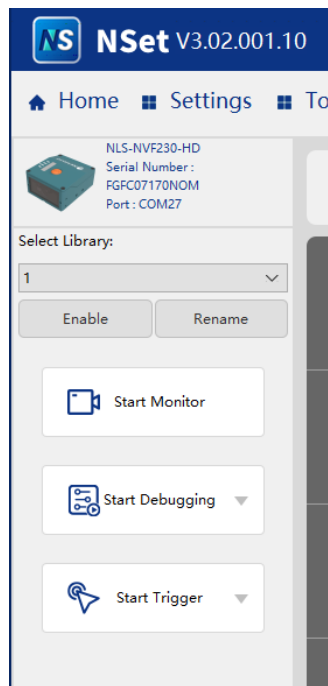 NS NSet V3.02.001.10
Home Settings To
NLS-NVF230-HD
Serial Number :
FGFC07170NOM
Port : COM27
Select Library:
1
Enable Rename
Start Monitor
Start Debugging
Start Trigger